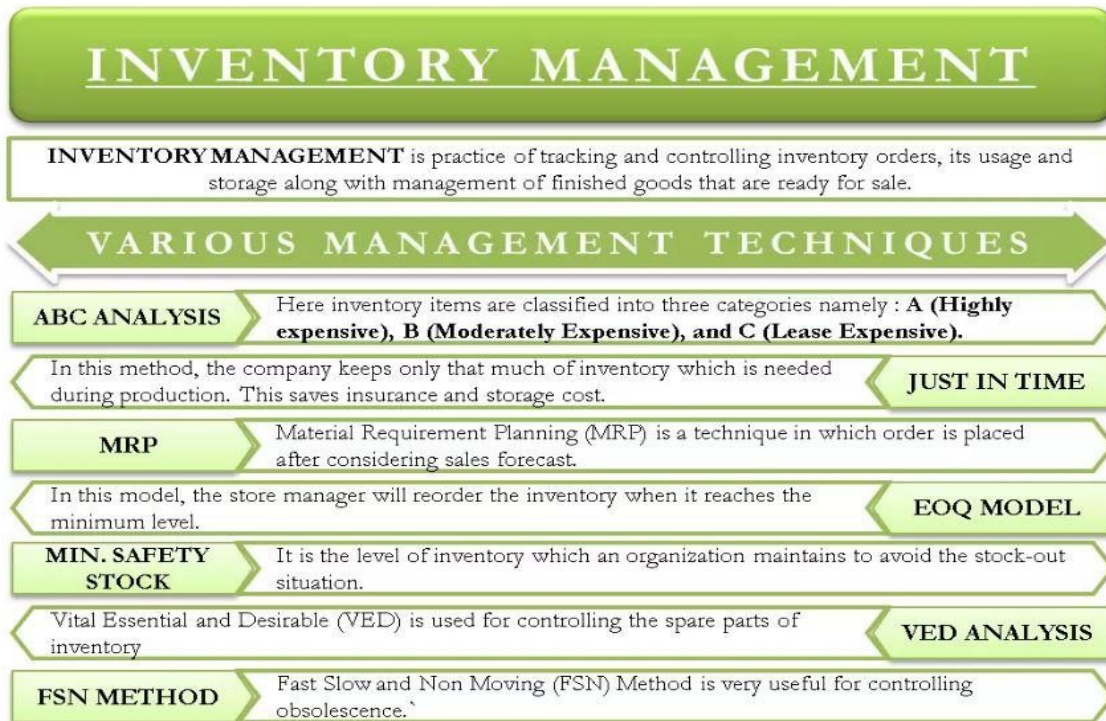 INVENTORY MANAGEMENT
INVENTORY MANAGEMENT is practice of tracking and controlling inventory orders, its usage and
storage along with management of finished goods that are ready for sale.
VARIOUS MANAGEMENT TECHNIQUES
ABC ANALYSIS
Here inventory items are classified into three categories namely : A (Highly
expensive), B (Moderately Expensive), and C (Lease Expensive).
In this method, the company keeps only that much of inventory which is needed
during production. This saves insurance and storage cost.
JUST IN TIME
MRP
Material Requirement Planning (MRP) is a technique in which order is placed
after considering sales forecast.
In this model, the store manager will reorder the inventory when it reaches the
minimum level.
EOQ MODEL
MIN. SAFETY
STOCK
It is the level of inventory which an organization maintains to avoid the stock-out
situation.
Vital Essential and Desirable (VED) is used for controlling the spare parts of
inventory
VED ANALYSIS
FSN METHOD
Fast Slow and Non Moving (FSN) Method is very useful for controlling
obsolescence.`